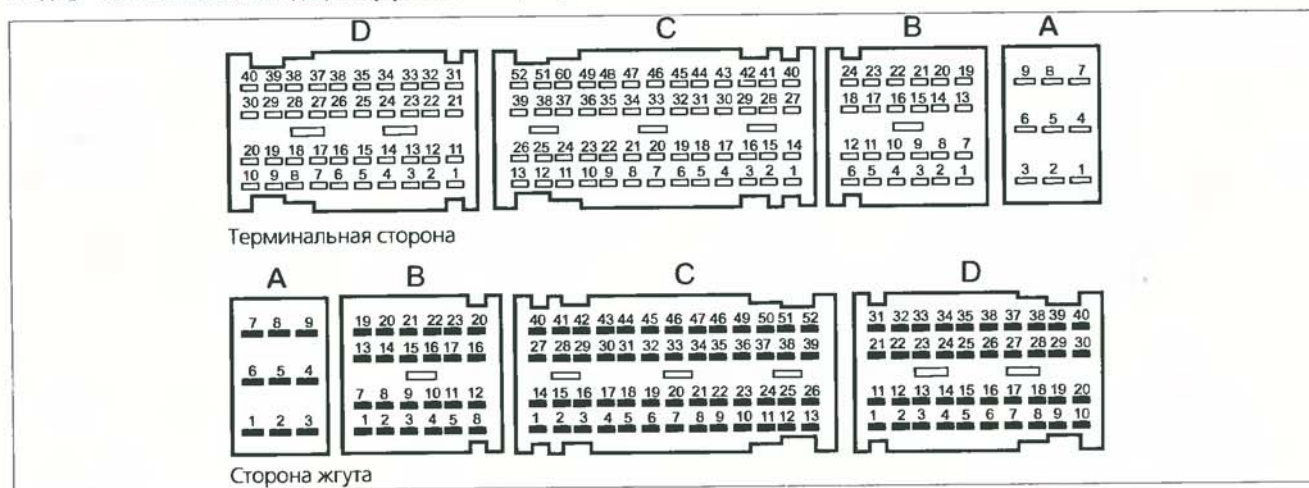 D C B A
40 39 38 37 38 35 34 33 32 31 52 51 60 49 48 47 46 45 44 43 42 41 40 24 23 22 21 20 19 9 8 7
30 29 28 27 26 25 24 23 22 21 39 38 37 36 35 34 33 32 31 30 29 28 27 18 17 16 15 14 13
6 5 4
20 19 18 17 16 15 14 13 12 11 26 25 24 23 22 21 20 19 18 17 16 15 14 12 11 10 9 8 7
10 9 8 7 6 5 4 3 2 1 13 12 11 10 9 8 7 6 5 4 3 2 1 6 5 4 3 2 1 3 2 1
Терминальная сторона
A B C D
7 8 9 19 20 21 22 23 20 40 41 42 43 44 45 46 47 46 49 50 51 52 31 32 33 34 35 38 37 38 39 40
13 14 15 16 17 16 27 28 29 30 31 32 33 34 35 36 37 38 39 21 22 23 24 25 26 27 28 29 30
6 5 4
7 8 9 10 11 12 14 15 16 17 18 19 20 21 22 23 24 25 26 11 12 13 14 15 16 17 18 19 20
1 2 3 1 2 3 4 5 8 1 2 3 4 5 6 7 8 9 10 11 12 13 1 2 3 4 5 6 7 8 9 10
Сторона жгута